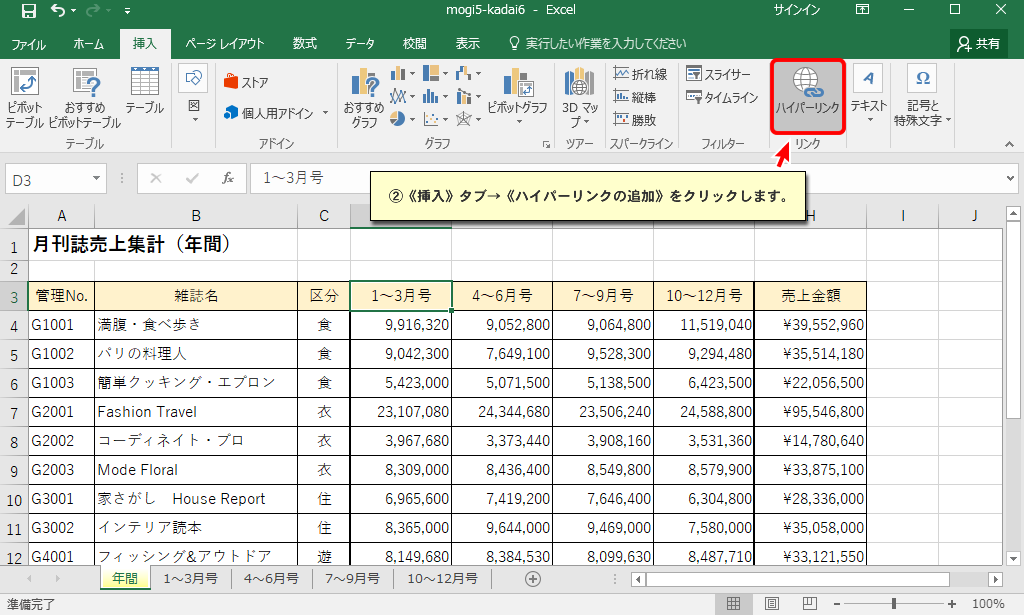 mogi5-kadai6 - Excel
サインイン
ファイル ホーム 挿入 ページ レイアウト 数式 データ 校閲 表示 実行したい作業を入力してください 共有
ピボット
テーブル
おすすめ
ピボットテーブル
テーブル
図
ストア
個人用アドイン
おすすめ
グラフ
ピボットグラフ
3D マッ
プ
折れ線
縦棒
勝敗
スライサー
タイムライン
ハイパーリンク
テキスト
記号と
特殊文字
テーブル アドイン グラフ ツアー スパークライン フィルター リンク
D3 fx 1～3月号
②《挿入》タブ→《ハイパーリンクの追加》をクリックします。
A B C H I J
1 月刊誌売上集計（年間）
2
3 管理No. 雑誌名 区分 1～3月号 4～6月号 7～9月号 10～12月号 売上金額
4 G1001 満腹・食べ歩き 食 9,916,320 9,052,800 9,064,800 11,519,040 ¥39,552,960
5 G1002 パリの料理人 食 9,042,300 7,649,100 9,528,300 9,294,480 ¥35,514,180
6 G1003 簡単クッキング・エプロン 食 5,423,000 5,071,500 5,138,500 6,423,500 ¥22,056,500
7 G2001 Fashion Travel 衣 23,107,080 24,344,680 23,506,240 24,588,800 ¥95,546,800
8 G2002 コーディネイト・プロ 衣 3,967,680 3,373,440 3,908,160 3,531,360 ¥14,780,640
9 G2003 Mode Floral 衣 8,309,000 8,436,400 8,549,800 8,579,900 ¥33,875,100
10 G3001 家さがし　House Report 住 6,965,600 7,419,200 7,646,400 6,304,800 ¥28,336,000
11 G3002 インテリア読本 住 8,365,000 9,644,000 9,469,000 7,580,000 ¥35,058,000
12 G4001 フィッシング&アウトドア 遊 8,149,680 8,384,530 8,099,630 8,487,710 ¥33,121,550
年間 1～3月号 4～6月号 7～9月号 10～12月号
準備完了 100%